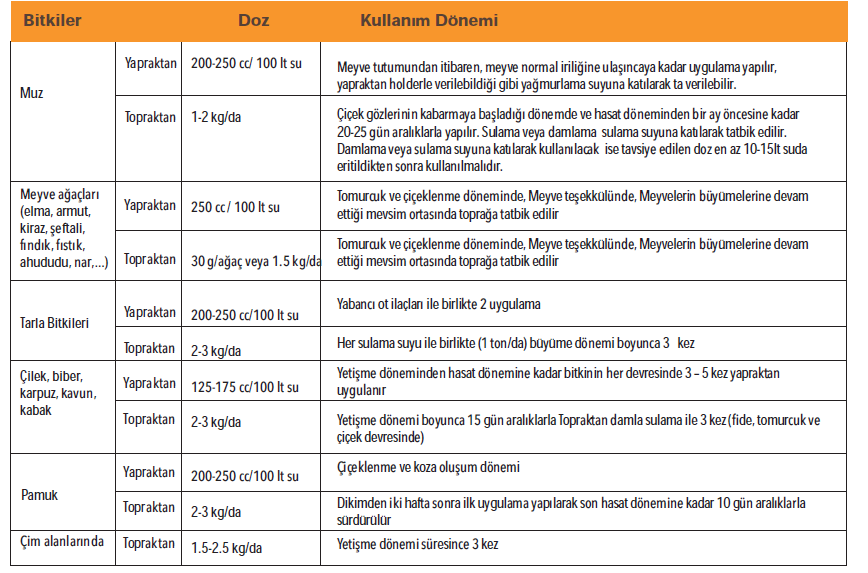 Bitkiler Doz Kullanım Dönemi
Muz
Yapraktan 200-250 cc/ 100 lt su
Meyve tutumundan itibaren, meyve normal iriliğine ulaşıncaya kadar uygulama yapılır,
yapraktan holderle verilebildiği gibi yağmurlama suyuna katılarak ta verilebilir.
Topraktan 1-2 kg/da
Çiçek gözlerinin kabarmaya başladığı dönemde ve hasat döneminden bir ay öncesine kadar
20-25 gün aralıklarla yapılır. Sulama veya damlama sulama suyuna katılarak tatbik edilir.
Damlama veya sulama suyuna katılarak kullanılacak ise tavsiye edilen doz en az 10-15lt suda
eritildikten sonra kullanılmalıdır.
Meyve ağaçları
(elma, armut,
kiraz, şeftali,
fındık, fıstık,
ahududu, nar,...)
Yapraktan 250 cc / 100 lt su
Tomurcuk ve çiçeklenme döneminde, Meyve teşekkülünde, Meyvelerin büyümelerine devam
ettiği mevsim ortasında toprağa tatbik edilir
Topraktan 30 g/ağaç veya 1.5 kg/da
Tomurcuk ve çiçeklenme döneminde, Meyve teşekkülünde, Meyvelerin büyümelerine devam
ettiği mevsim ortasında toprağa tatbik edilir
Tarla Bitkileri
Yapraktan 200-250 cc/100 lt su
Yabancı ot ilaçları ile birlikte 2 uygulama
Topraktan 2-3 kg/da
Her sulama suyu ile birlikte (1 ton/da) büyüme dönemi boyunca 3 kez
Çilek, biber,
karpuz, kavun,
kabak
Yapraktan 125-175 cc/100 lt su
Yetişme döneminden hasat dönemine kadar bitkinin her devresinde 3 – 5 kez yapraktan
uygulanır
Topraktan 2-3 kg/da
Yetişme dönemi boyunca 15 gün aralıklarla Topraktan damla sulama ile 3 kez (fide, tomurcuk ve
çiçek devresinde)
Pamuk
Yapraktan 200-250 cc/100 lt su
Çiçeklenme ve koza oluşum dönemi
Topraktan 2-3 kg/da
Dikimden iki hafta sonra ilk uygulama yapılarak son hasat dönemine kadar 10 gün aralıklarla
sürdürülür
Çim alanlarında Topraktan 1.5-2.5 kg/da Yetişme dönemi süresince 3 kez